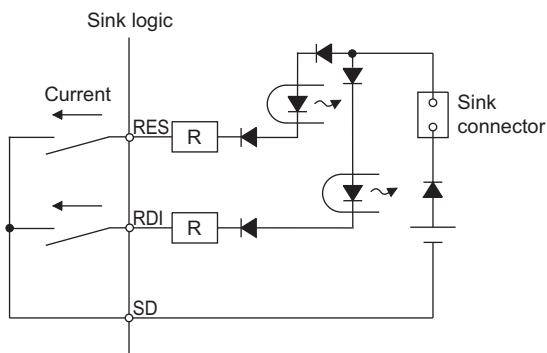 Sink logic
Current
RES
R
Sink
connector
RDI
R
SD